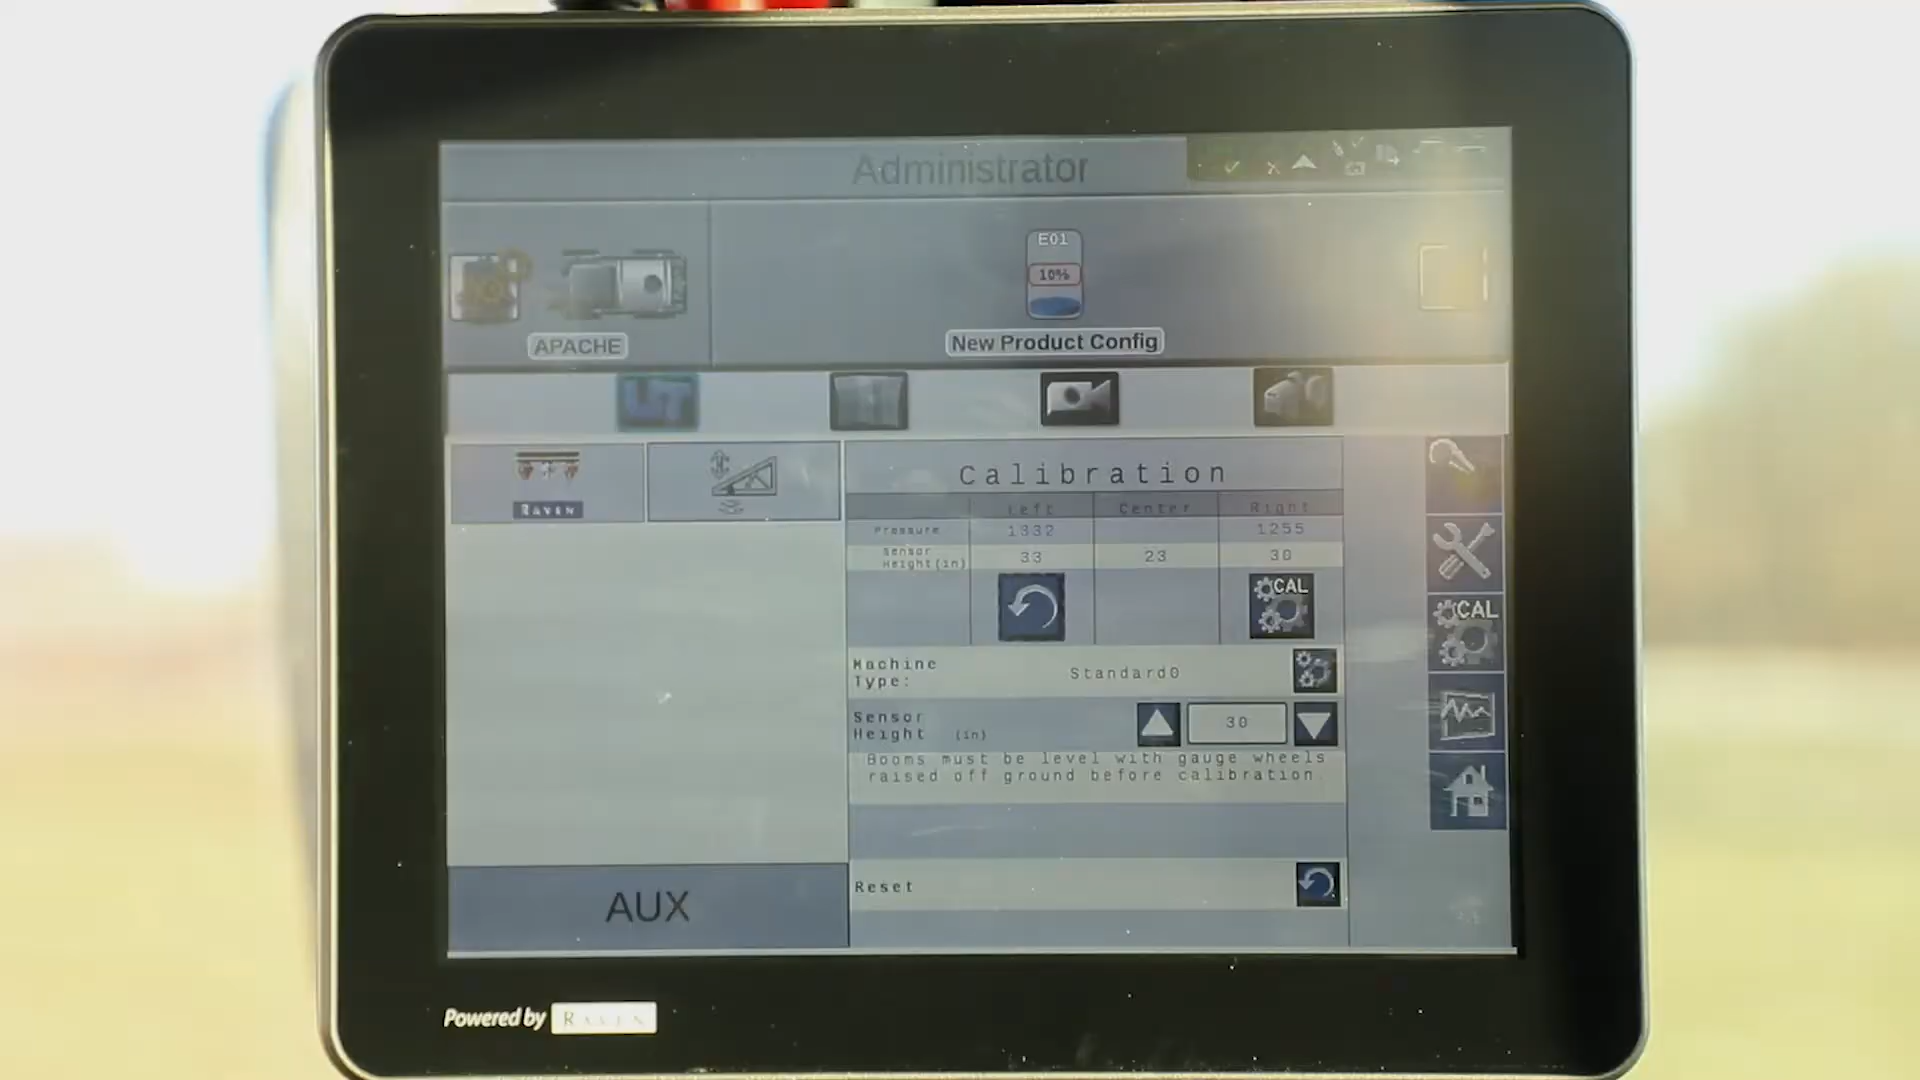 Administrator
E01
10%
APACHE
New Product Config
RAVEN
Calibration
Left Center Right
Pressure 1332 1255
Sensor Height(in) 33 23 30
CAL
Machine Type: Standard0
CAL
Sensor Height (in) 30
Booms must be level with gauge wheels
raised off ground before calibration.
Reset
AUX
Powered by RAVEN